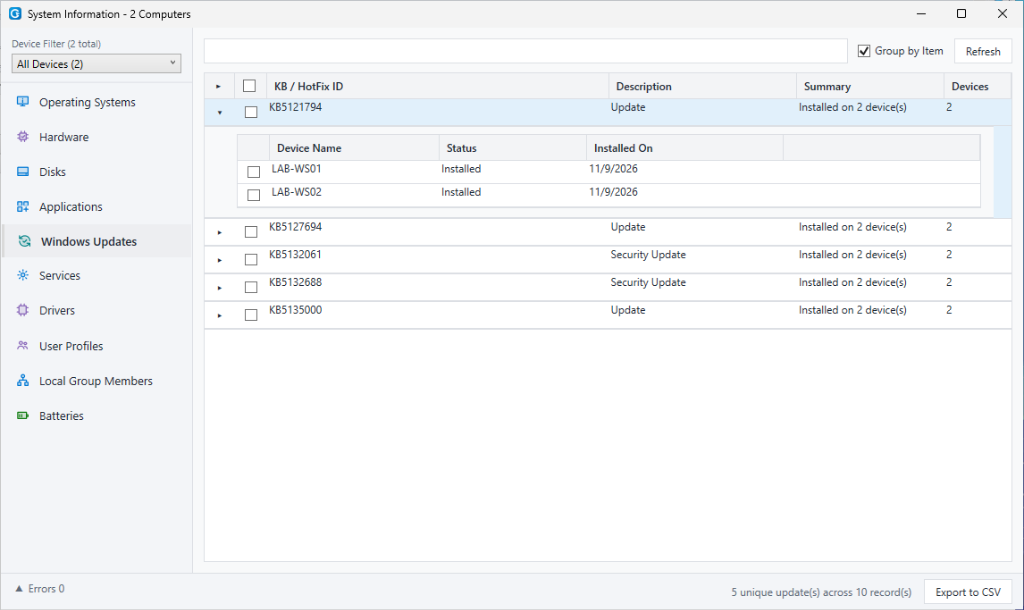 System Information - 2 Computers
Device Filter (2 total)
All Devices (2)
Operating Systems
Hardware
Disks
Applications
Windows Updates
Services
Drivers
User Profiles
Local Group Members
Batteries
Group by Item
Refresh
KB / HotFix ID Description Summary Devices
KB5121794 Update Installed on 2 device(s) 2
Device Name Status Installed On
LAB-WS01 Installed 11/9/2026
LAB-WS02 Installed 11/9/2026
KB5127694 Update Installed on 2 device(s) 2
KB5132061 Security Update Installed on 2 device(s) 2
KB5132688 Security Update Installed on 2 device(s) 2
KB5135000 Update Installed on 2 device(s) 2
Errors 0
5 unique update(s) across 10 record(s)
Export to CSV